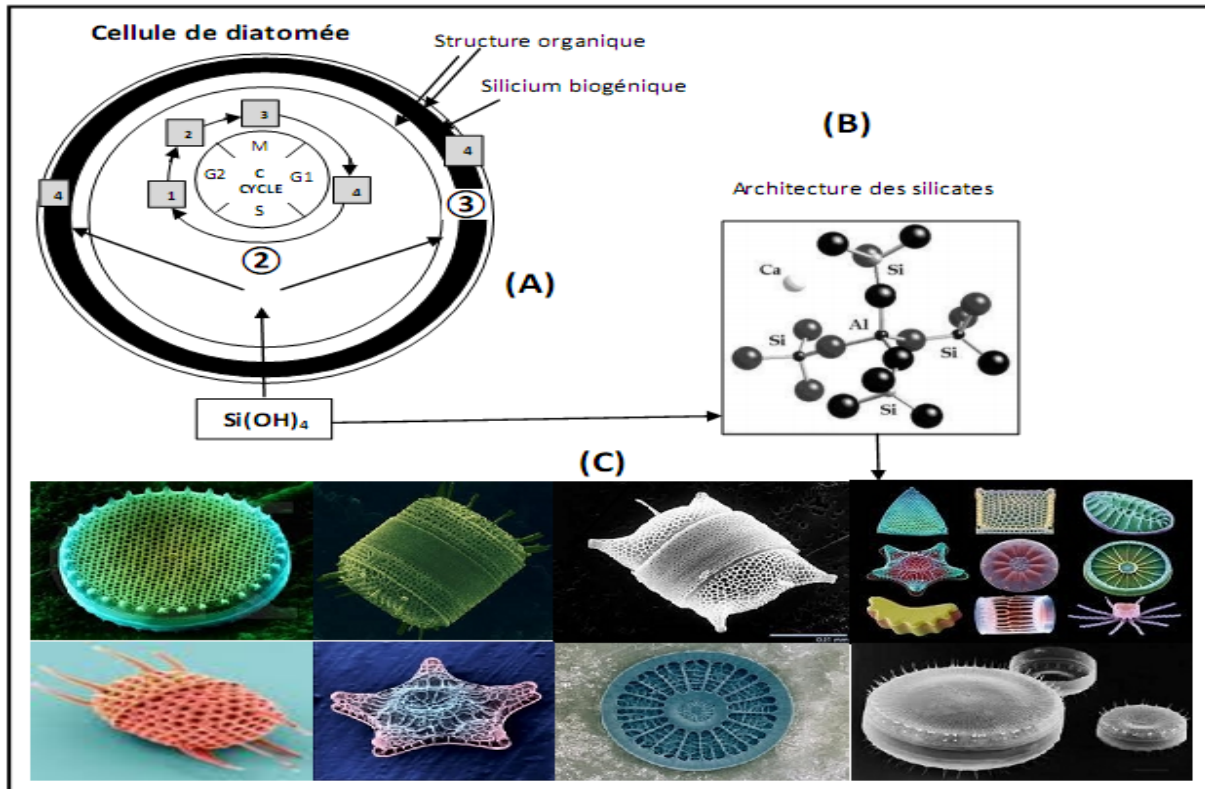 Cellule de diatomée
Structure organique
Silicium biogénique
3
2
M
4
G2
C
G1
CYCLE
4
1
4
S
③
②
(A)
(B)
Architecture des silicates
Si
Ca
Al
Si
Si
Si
Si(OH)₄
(C)